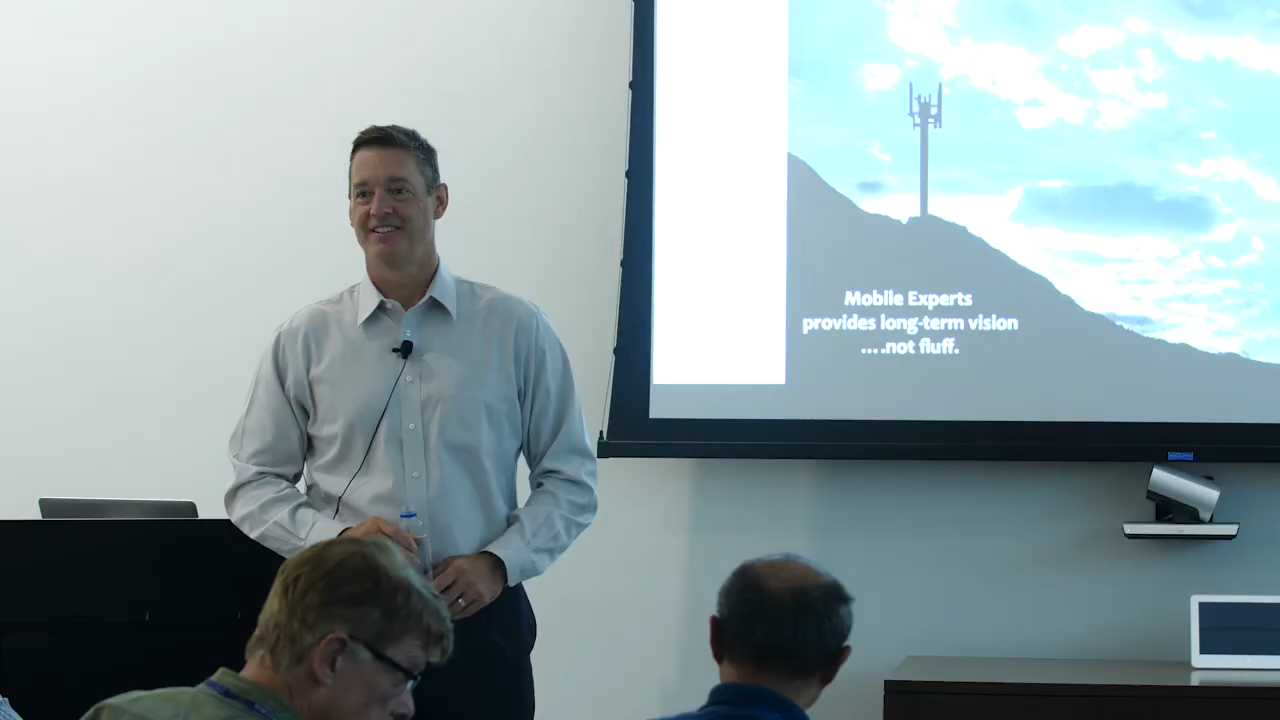 Mobile Experts
provides long-term vision
....not fluff.